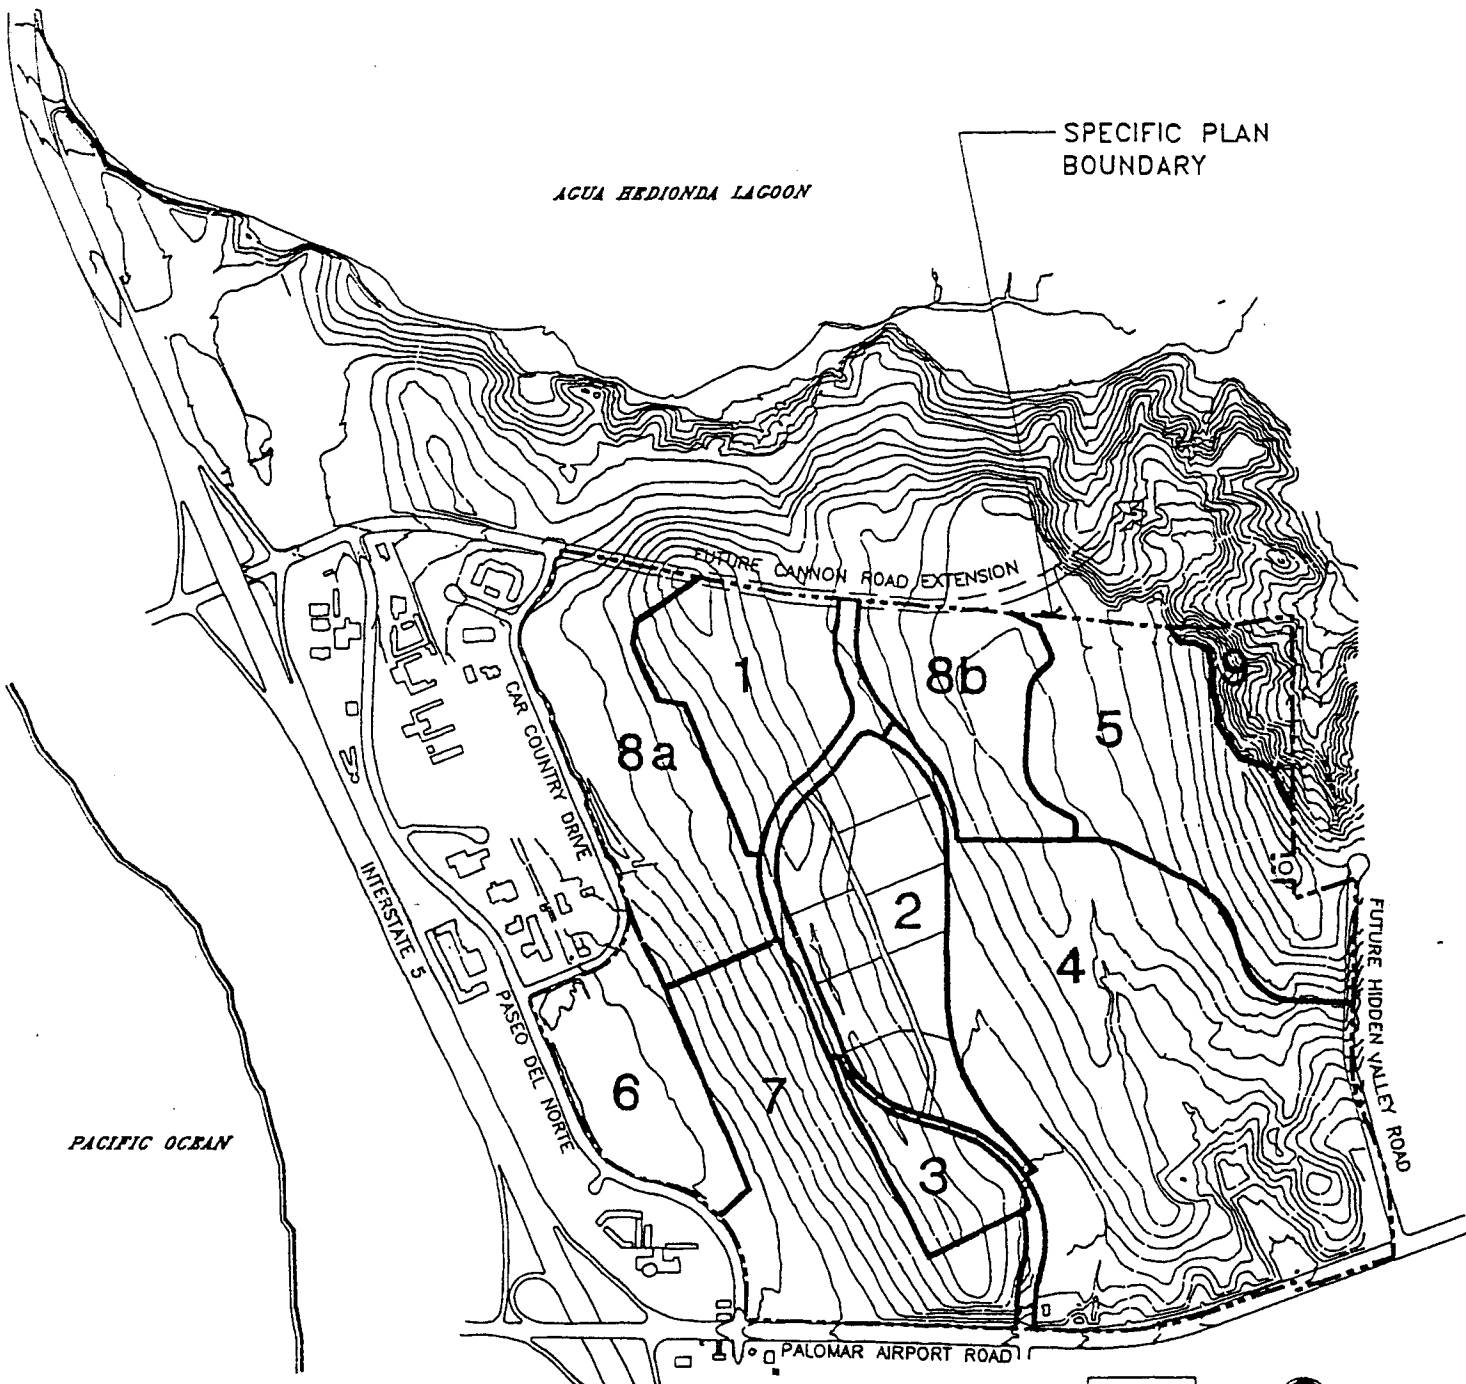 SPECIFIC PLAN
BOUNDARY
AGUA HEDIONDA LAGOON
FUTURE CANNON ROAD EXTENSION
1
8b
9
5
8a
CAR COUNTRY DRIVE
2
4
INTERSTATE 5
FUTURE HIDDEN VALLEY ROAD
PASEO DEL NORTE
6
7
PACIFIC OCEAN
3
PALOMAR AIRPORT ROAD